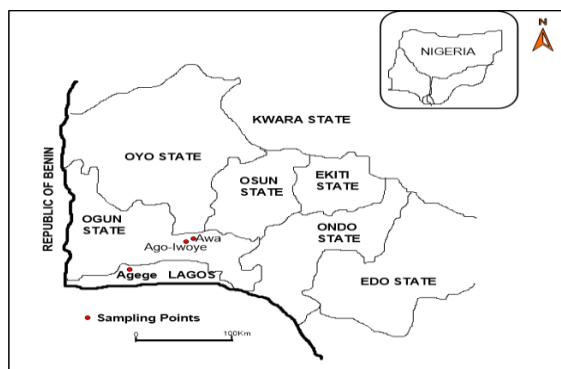 N
NIGERIA
KWARA STATE
OYO STATE
REPUBLIC OF BENIN
OSUN
STATE
EKITI
STATE
OGUN
STATE
ONDO
STATE
Awa
Ago-Iwoye
Agege LAGOS
EDO STATE
Sampling Points
0 100Km